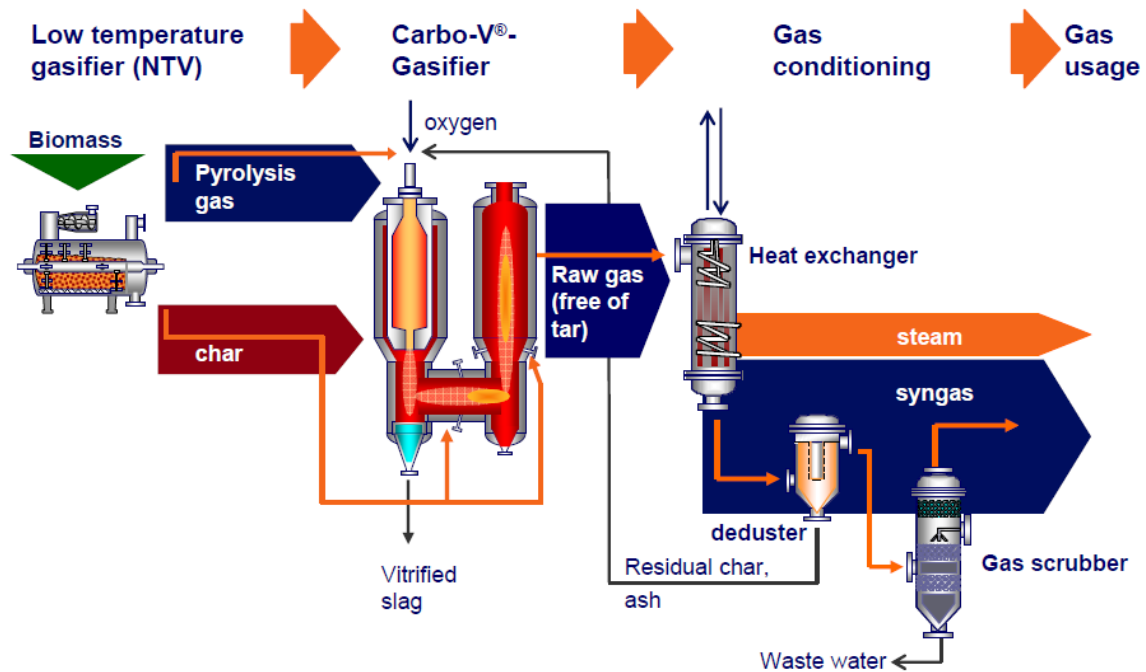 Low temperature
gasifier (NTV)
Carbo-V®-
Gasifier
Gas
conditioning
Gas
usage
Biomass
oxygen
Pyrolysis
gas
char
Raw gas
(free of
tar)
Heat exchanger
steam
syngas
deduster
Gas scrubber
Vitrified
slag
Residual char,
ash
Waste water